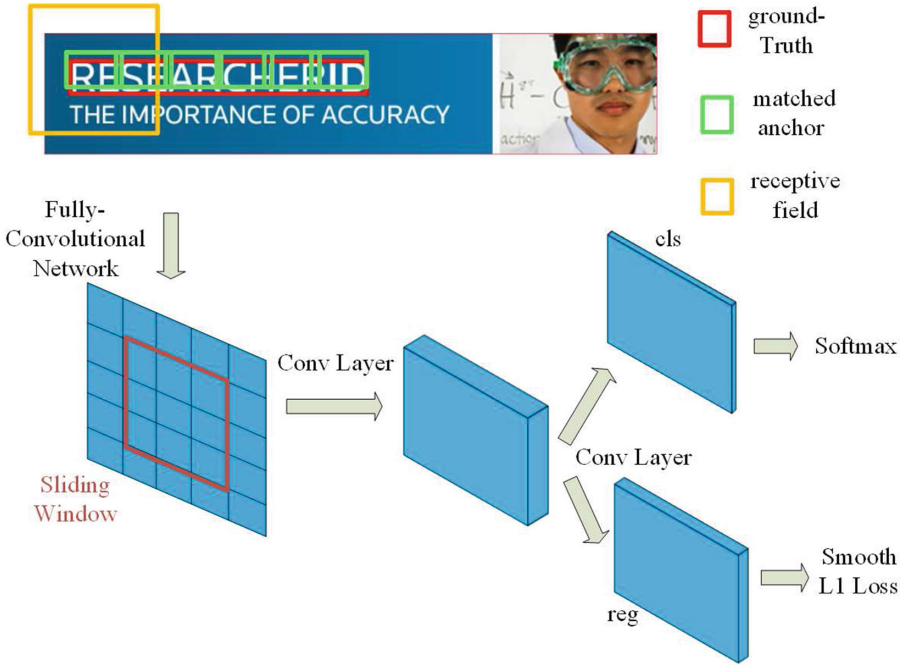 ground-
Truth
RESEARCHERID
THE IMPORTANCE OF ACCURACY
matched
anchor
receptive
field
Fully-
Convolutional
Network
cls
Conv Layer
Softmax
Conv Layer
Sliding
Window
Smooth
L1 Loss
reg